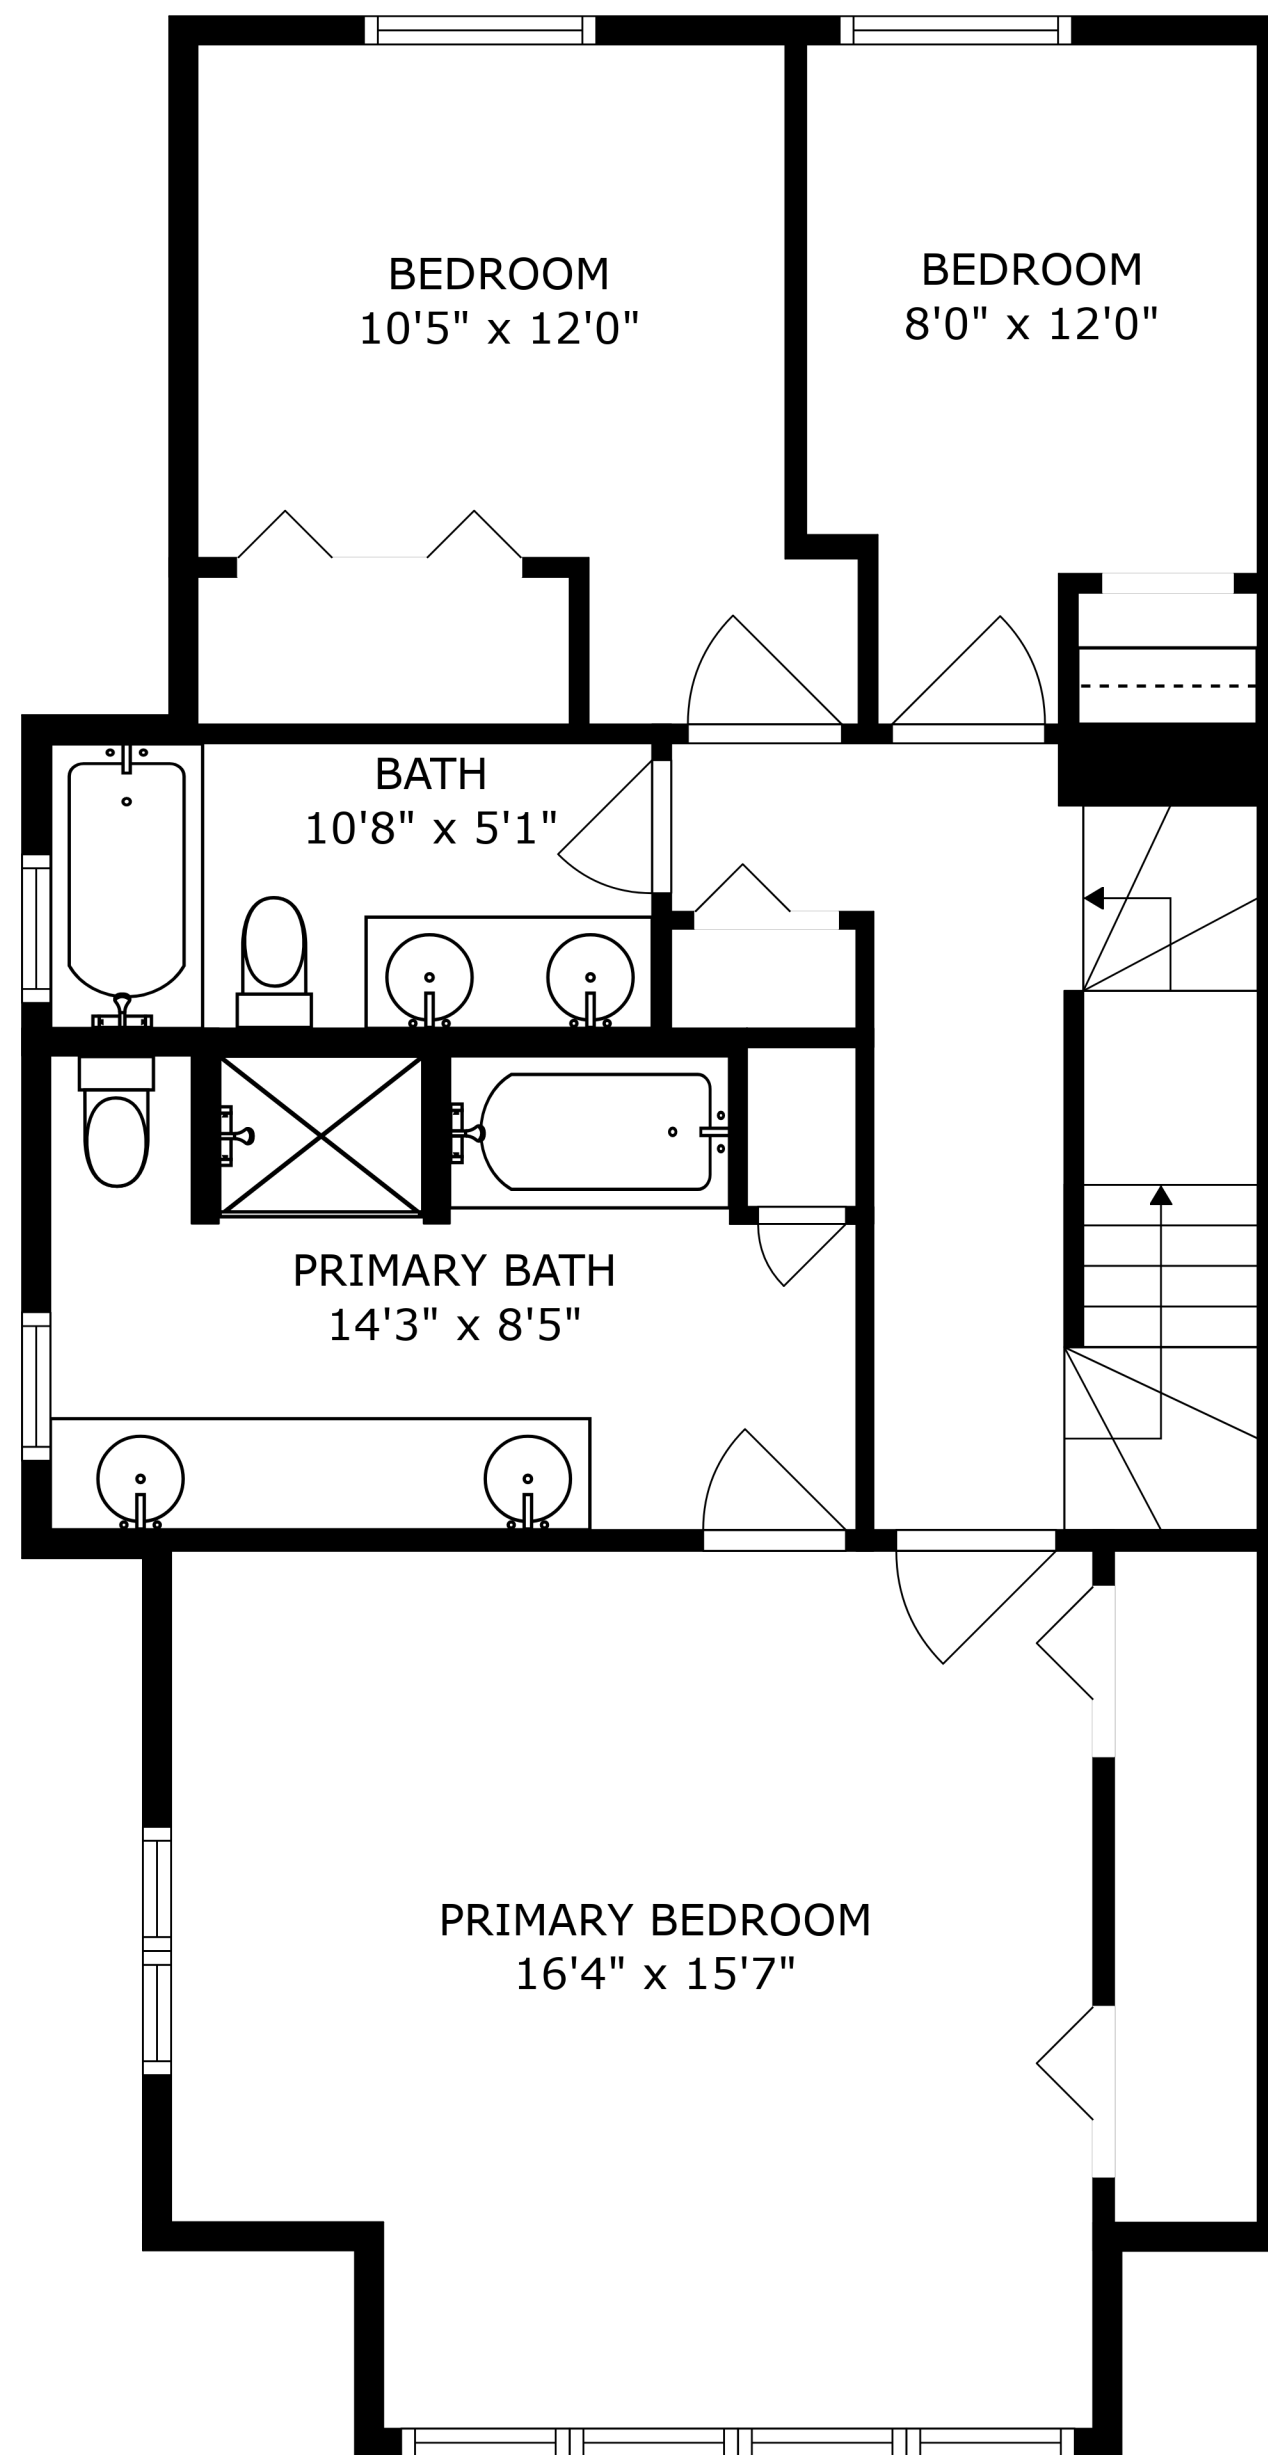 BEDROOM
10'5" x 12'0"
BEDROOM
8'0" x 12'0"
BATH
10'8" x 5'1"
PRIMARY BATH
14'3" x 8'5"
PRIMARY BEDROOM
16'4" x 15'7"